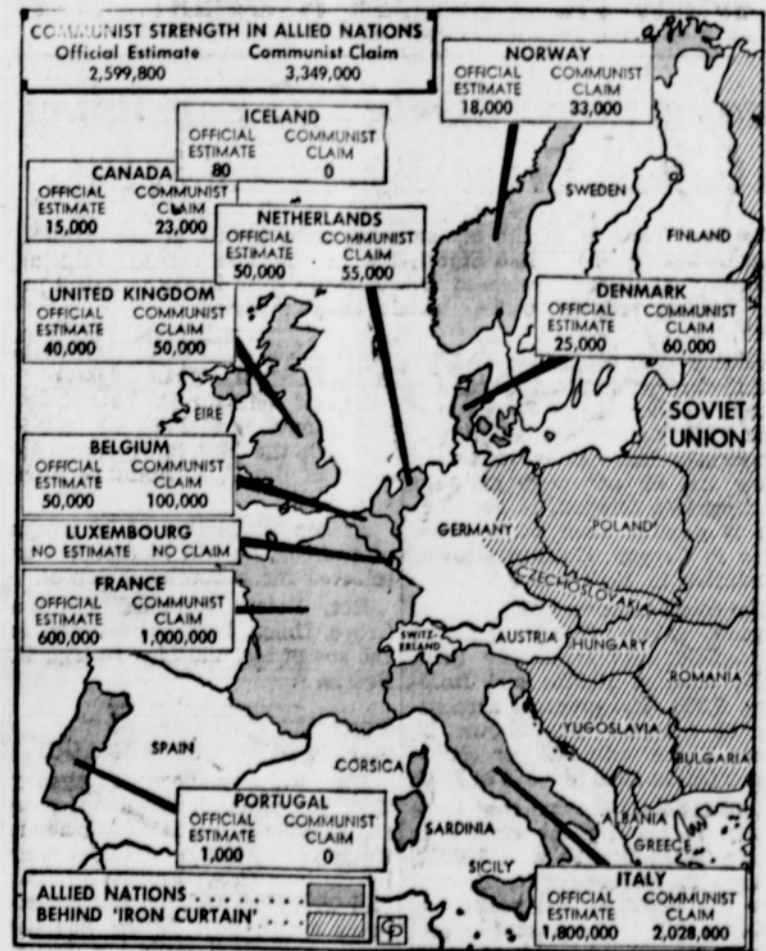 COMMUNIST STRENGTH IN ALLIED NATIONS
Official Estimate Communist Claim
2,599,800 3,349,000
NORWAY
OFFICIAL COMMUNIST
ESTIMATE CLAIM
18,000 33,000
ICELAND
OFFICIAL COMMUNIST
ESTIMATE CLAIM
80 0
CANADA
OFFICIAL COMMUNIST
ESTIMATE CLAIM
15,000 23,000
SWEDEN
FINLAND
NETHERLANDS
OFFICIAL COMMUNIST
ESTIMATE CLAIM
50,000 55,000
UNITED KINGDOM
OFFICIAL COMMUNIST
ESTIMATE CLAIM
40,000 50,000
DENMARK
OFFICIAL COMMUNIST
ESTIMATE CLAIM
25,000 60,000
EIRE
SOVIET
UNION
BELGIUM
OFFICIAL COMMUNIST
ESTIMATE CLAIM
50,000 100,000
GERMANY
POLAND
LUXEMBOURG
NO ESTIMATE NO CLAIM
CZECHOSLOVAKIA
FRANCE
OFFICIAL COMMUNIST
ESTIMATE CLAIM
600,000 1,000,000
SWITZ-
ERLAND
AUSTRIA
HUNGARY
ROMANIA
YUGOSLAVIA
SPAIN
CORSICA
BULGARIA
PORTUGAL
OFFICIAL COMMUNIST
ESTIMATE CLAIM
1,000 0
SARDINIA
ALBANIA
GREECE
SICILY
ITALY
OFFICIAL COMMUNIST
ESTIMATE CLAIM
1,800,000 2,028,000
ALLIED NATIONS . . . . . . . .
BEHIND 'IRON CURTAIN' . . . .
CP